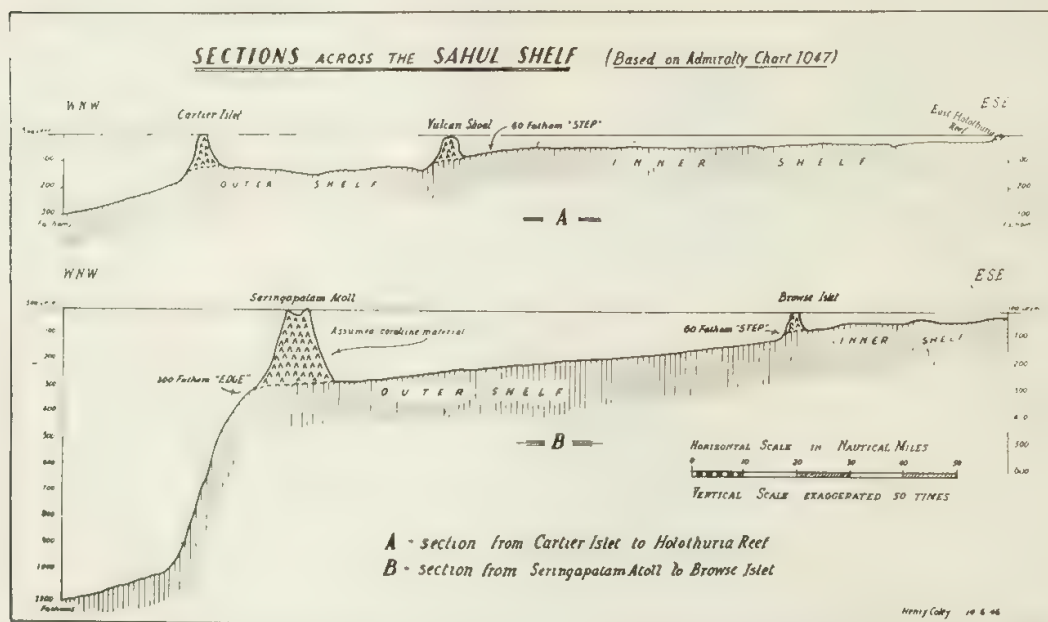 SECTIONS ACROSS THE SAHUL SHELF (Based on Admiralty Chart 1047)
WNW
ESE
Cartier Islet
Vulcan Shoal
60 Fathom "STEP"
East Holothuria Reef
100
200
300
Fathoms
OUTER SHELF
INNER SHELF
200
A
WNW
ESE
Seringapatam Atoll
Browse Islet
Assumed coralline material
60 Fathom "STEP"
INNER SHELF
300 Fathom "EDGE"
OUTER SHELF
100
200
300
400
500
600
700
800
900
1000
Fathoms
100
200
300
500
B
HORIZONTAL SCALE IN NAUTICAL MILES
0 10 20 30 40 50
VERTICAL SCALE EXAGGERATED 50 TIMES
A - section from Cartier Islet to Holothuria Reef
B - section from Seringapatam Atoll to Browse Islet